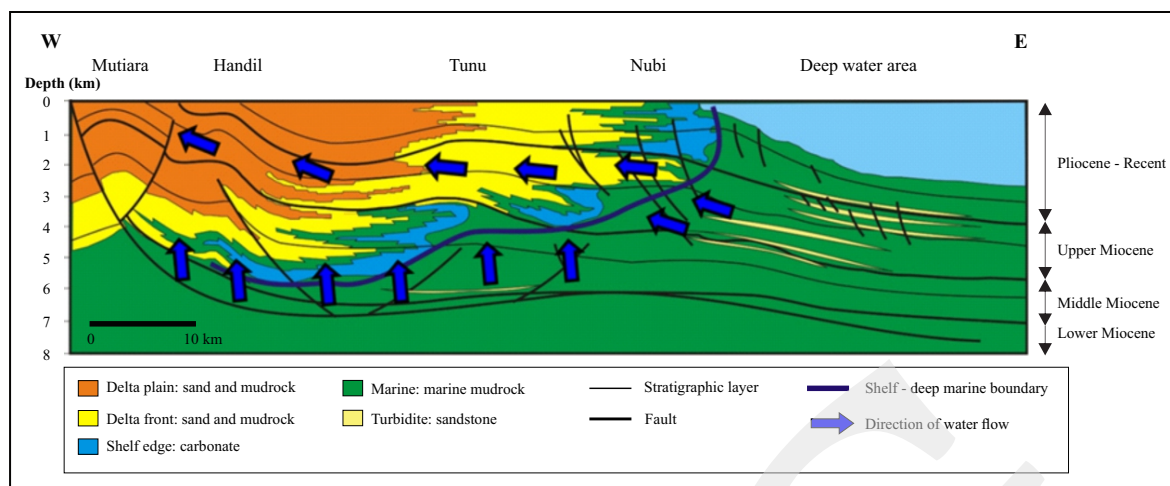 W E
Mutiara Handil Tunu Nubi Deep water area
Depth (km)
0
1
2
3
4
5
6
7
8
Pliocene - Recent
Upper Miocene
Middle Miocene
Lower Miocene
0 10 km
Delta plain: sand and mudrock Marine: marine mudrock Stratigraphic layer Shelf - deep marine boundary
Delta front: sand and mudrock Turbidite: sandstone Fault Direction of water flow
Shelf edge: carbonate